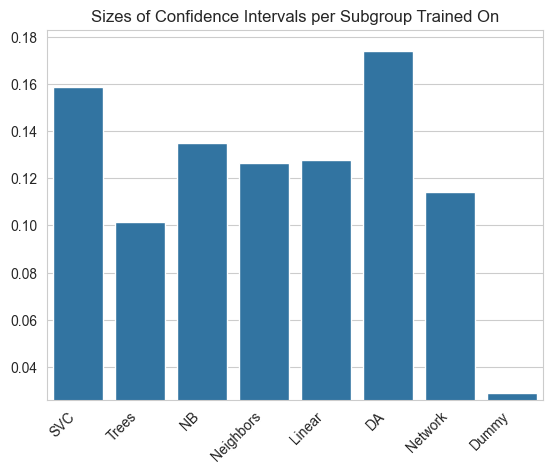 Sizes of Confidence Intervals per Subgroup Trained On
0.18
0.16
0.14
0.12
0.10
0.08
0.06
0.04
SVC
Trees
NB
Neighbors
Linear
DA
Network
Dummy